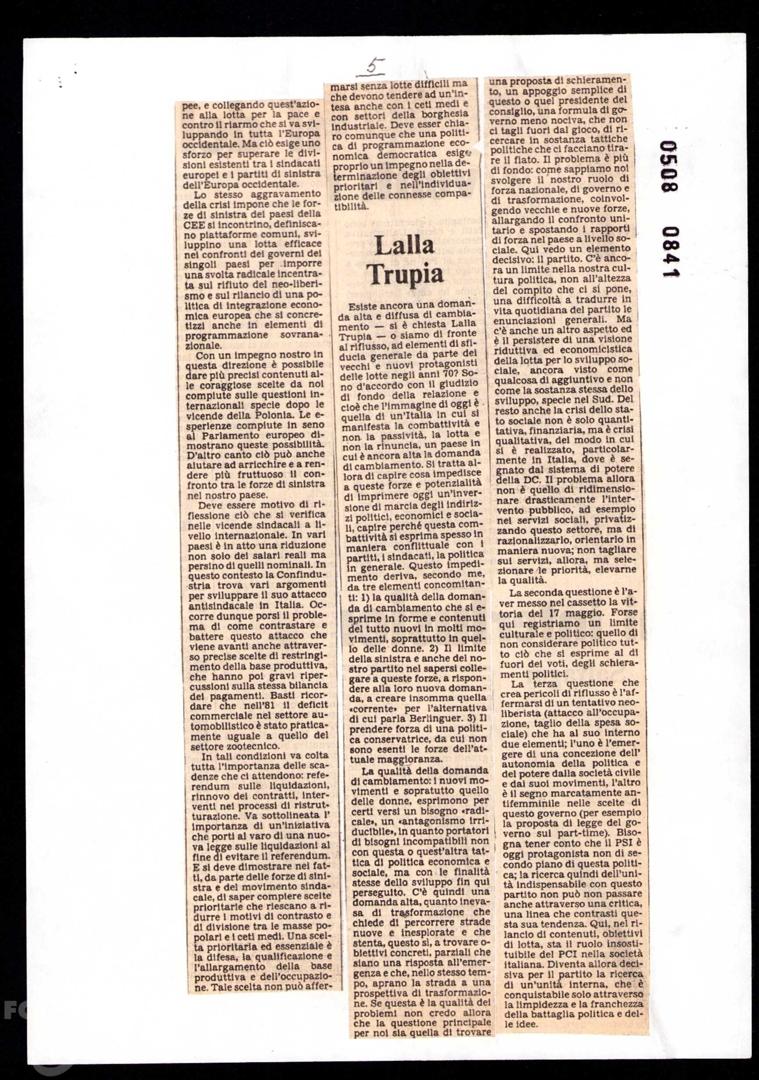 5
pee, e collegando quest'azio-
ne alla lotta per la pace e
contro il riarmo che si va svi-
luppando in tutta l'Europa
occidentale. Ma ciò esige uno
sforzo per superare le divi-
sioni esistenti tra i sindacati
europei e i partiti di sinistra
dell'Europa occidentale.
Lo stesso aggravamento
della crisi impone che le for-
ze di sinistra dei paesi della
CEE si incontrino, definisca-
no piattaforme comuni, svi-
luppino una lotta efficace
nei confronti dei governi dei
singoli paesi per imporre
una svolta radicale incentra-
ta sul rifiuto del neo-liberi-
smo e sul rilancio di una po-
litica di integrazione econo-
mica europea che si concre-
tizzi anche in elementi di
programmazione sovrana-
zionale.
Con un impegno nostro in
questa direzione è possibile
dare più precisi contenuti al-
le coraggiose scelte da noi
compiute sulle questioni in-
ternazionali specie dopo le
vicende della Polonia. Le e-
sperienze compiute in seno
al Parlamento europeo di-
mostrano queste possibilità.
D'altro canto ciò può anche
aiutare ad arricchire e a ren-
dere più fruttuoso il con-
fronto tra le forze di sinistra
nel nostro paese.
Deve essere motivo di ri-
flessione ciò che si verifica
nelle vicende sindacali a li-
vello internazionale. In vari
paesi è in atto una riduzione
non solo dei salari reali ma
persino di quelli nominali. In
questo contesto la Confindu-
stria trova vari argomenti
per sviluppare il suo attacco
antisindacale in Italia. Oc-
corre dunque porsi il proble-
ma di come contrastare e
battere questo attacco che
viene avanti anche attraver-
so precise scelte di restringi-
mento della base produttiva,
che hanno poi gravi riper-
cussioni sulla stessa bilancia
dei pagamenti. Basti ricor-
dare che nell'81 il deficit
commerciale nel settore au-
tomobilistico è stato pratica-
mente uguale a quello del
settore zootecnico.
In tali condizioni va colta
tutta l'importanza delle sca-
denze che ci attendono: refe-
rendum sulle liquidazioni,
rinnovo dei contratti, inter-
venti nei processi di ristrut-
turazione. Va sottolineata l'
importanza di un'iniziativa
che porti al varo di una nuo-
va legge sulle liquidazioni al
fine di evitare il referendum.
E si deve dimostrare nei fat-
ti, da parte delle forze di sini-
stra e del movimento sinda-
cale, di saper compiere scelte
prioritarie che riescano a ri-
durre i motivi di contrasto e
di divisione tra le masse po-
polari e i ceti medi. Una scel-
ta prioritaria ed essenziale è
la difesa, la qualificazione e
l'allargamento della base
produttiva e dell'occupazio-
ne. Tale scelta non può affer-
marsi senza lotte difficili ma
che devono tendere ad un'in-
tesa anche con i ceti medi e
con settori della borghesia
industriale. Deve esser chia-
ro comunque che una politi-
ca di programmazione eco-
nomica democratica esige
proprio un impegno nella de-
terminazione degli obiettivi
prioritari e nell'individua-
zione delle connesse compa-
tibilità.
Lalla
Trupia
Esiste ancora una doman-
da alta e diffusa di cambia-
mento — si è chiesta Lalla
Trupia — o siamo di fronte
al riflusso, ad elementi di sfi-
ducia generale da parte dei
vecchi e nuovi protagonisti
delle lotte negli anni 70? So-
no d'accordo con il giudizio
di fondo della relazione e
cioè che l'immagine di oggi è
quella di un'Italia in cui si
manifesta la combattività e
non la passività, la lotta e
non la rinuncia, un paese in
cui è ancora alta la domanda
di cambiamento. Si tratta al-
lora di capire cosa impedisce
a queste forze e potenzialità
di imprimere oggi un'inver-
sione di marcia degli indiriz-
zi politici, economici e socia-
li, capire perché questa com-
battività si esprima spesso in
maniera conflittuale con i
partiti, i sindacati, la politica
in generale. Questo impedi-
mento deriva, secondo me,
da tre elementi concomitan-
ti: 1) la qualità della doman-
da di cambiamento che si e-
sprime in forme e contenuti
del tutto nuovi in molti mo-
vimenti, soprattutto in quel-
lo delle donne. 2) Il limite
della sinistra e anche del no-
stro partito nel sapersi colle-
gare a queste forze, a rispon-
dere alla loro nuova doman-
da, a creare insomma quella
«corrente» per l'alternativa
di cui parla Berlinguer. 3) Il
prendere forza di una politi-
ca conservatrice, da cui non
sono esenti le forze dell'at-
tuale maggioranza.
La qualità della domanda
di cambiamento: i nuovi mo-
vimenti e sopratutto quello
delle donne, esprimono per
certi versi un bisogno «radi-
cale», un «antagonismo irri-
ducibile», in quanto portatori
di bisogni incompatibili non
con questa o quest'altra tat-
tica di politica economica e
sociale, ma con le finalità
stesse dello sviluppo fin qui
perseguito. C'è quindi una
domanda alta, quanto ineva-
sa di trasformazione che
chiede di percorrere strade
nuove e inesplorate e che
stenta, questo sì, a trovare o-
biettivi concreti, parziali che
siano una risposta all'emer-
genza e che, nello stesso tem-
po, aprano la strada a una
prospettiva di trasformazio-
ne. Se questa è la qualità dei
problemi non credo allora
che la questione principale
per noi sia quella di trovare
una proposta di schieramen-
to, un appoggio semplice di
questo o quel presidente del
consiglio, una formula di go-
verno meno nociva, che non
ci tagli fuori dal gioco, di ri-
cercare in sostanza tattiche
politiche che ci facciano tira-
re il fiato. Il problema è più
di fondo: come sappiamo noi
svolgere il nostro ruolo di
forza nazionale, di governo e
di trasformazione, coinvol-
gendo vecchie e nuove forze,
allargando il confronto uni-
tario e spostando i rapporti
di forza nel paese a livello so-
ciale. Qui vedo un elemento
decisivo: il partito. C'è anco-
ra un limite nella nostra cul-
tura politica, non all'altezza
del compito che ci si pone,
una difficoltà a tradurre in
vita quotidiana del partito le
enunciazioni generali. Ma
c'è anche un altro aspetto ed
è il persistere di una visione
riduttiva ed economicistica
della lotta per lo sviluppo so-
ciale, ancora visto come
qualcosa di aggiuntivo e non
come la sostanza stessa dello
sviluppo, specie nel Sud. Del
resto anche la crisi dello sta-
to sociale non è solo quanti-
tativa, finanziaria, ma è crisi
qualitativa, del modo in cui
si è realizzato, particolar-
mente in Italia, dove è se-
gnato dal sistema di potere
della DC. Il problema allora
non è quello di ridimensio-
nare drasticamente l'inter-
vento pubblico, ad esempio
nei servizi sociali, privatiz-
zando questo settore, ma di
razionalizzarlo, orientarlo in
maniera nuova; non tagliare
sui servizi, allora, ma sele-
zionare le priorità, elevarne
la qualità.
La seconda questione è l'a-
ver messo nel cassetto la vit-
toria del 17 maggio. Forse
qui registriamo un limite
culturale e politico: quello di
non considerare politico tut-
to ciò che si esprime al di
fuori dei voti, degli schiera-
menti politici.
La terza questione che
crea pericoli di riflusso è l'af-
fermarsi di un tentativo neo-
liberista (attacco all'occupa-
zione, taglio della spesa so-
ciale) che ha al suo interno
due elementi; l'uno è l'emer-
gere di una concezione dell'
autonomia della politica e
del potere dalla società civile
e dai suoi movimenti, l'altro
è il segno marcatamente an-
tifemminile nelle scelte di
questo governo (per esempio
la proposta di legge del go-
verno sul part-time). Biso-
gna tener conto che il PSI è
oggi protagonista non di se-
condo piano di questa politi-
ca; la ricerca quindi dell'uni-
tà indispensabile con questo
partito non può non passare
anche attraverso una critica,
una linea che contrasti que-
sta sua tendenza. Qui, nel ri-
lancio di contenuti, obiettivi
di lotta, sta il ruolo insosti-
tuibile del PCI nella società
italiana. Diventa allora deci-
siva per il partito la ricerca
di un'unità interna, che è
conquistabile solo attraverso
la limpidezza e la franchezza
della battaglia politica e del-
le idee.
0508 0841